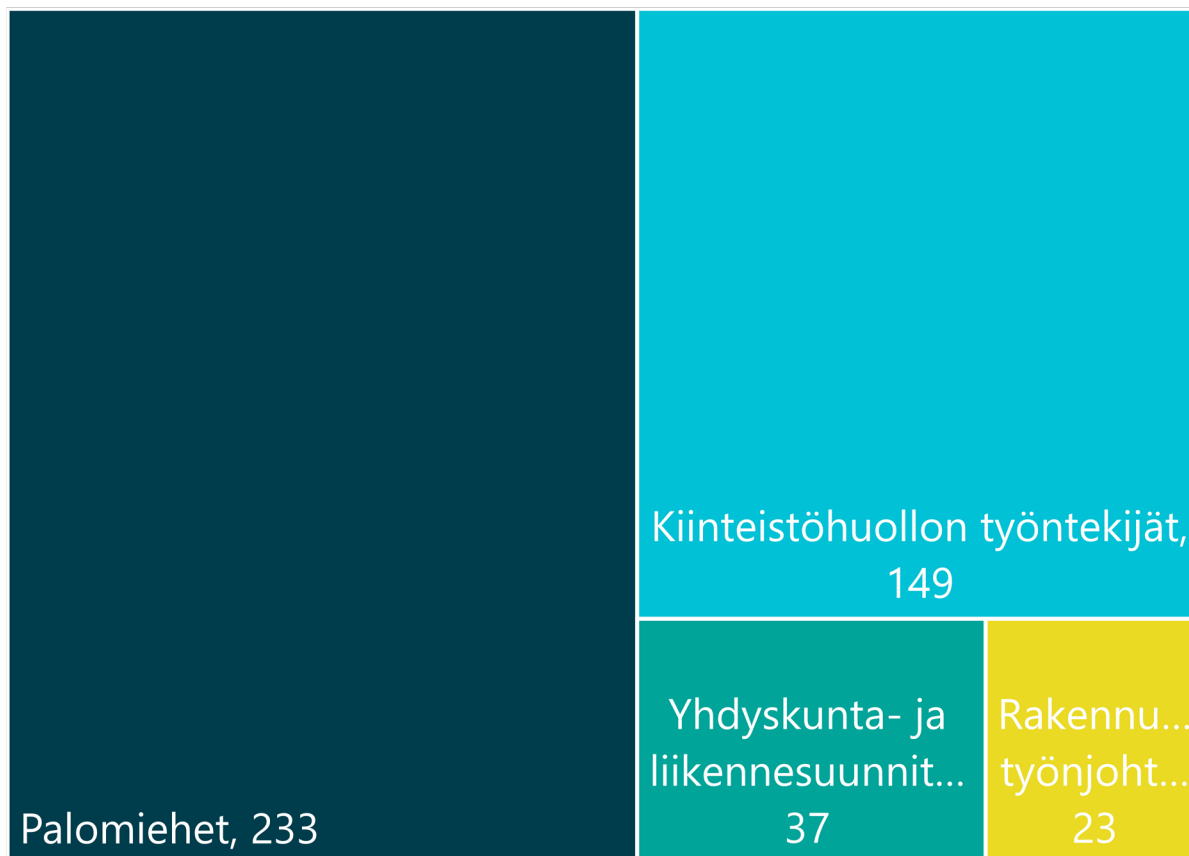 Palomiehet, 233
Kiinteistöhuollon työntekijät,
149
Yhdyskunta- ja
liikennesuunnit...
37
Rakennu...
työnjoht...
23